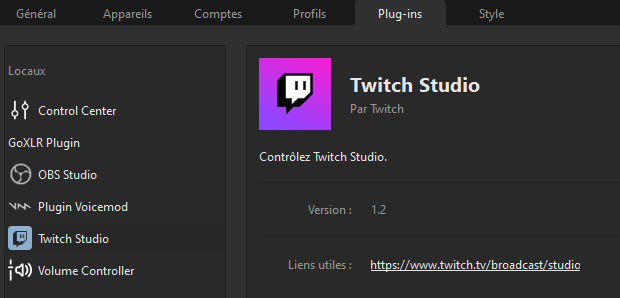 Général Appareils Comptes Profils Plug-ins Style
Locaux
Control Center
GoXLR Plugin
OBS Studio
Plugin Voicemod
Twitch Studio
Volume Controller
Twitch Studio
Par Twitch
Contrôlez Twitch Studio.
Version : 1.2
Liens utiles : https://www.twitch.tv/broadcast/studio